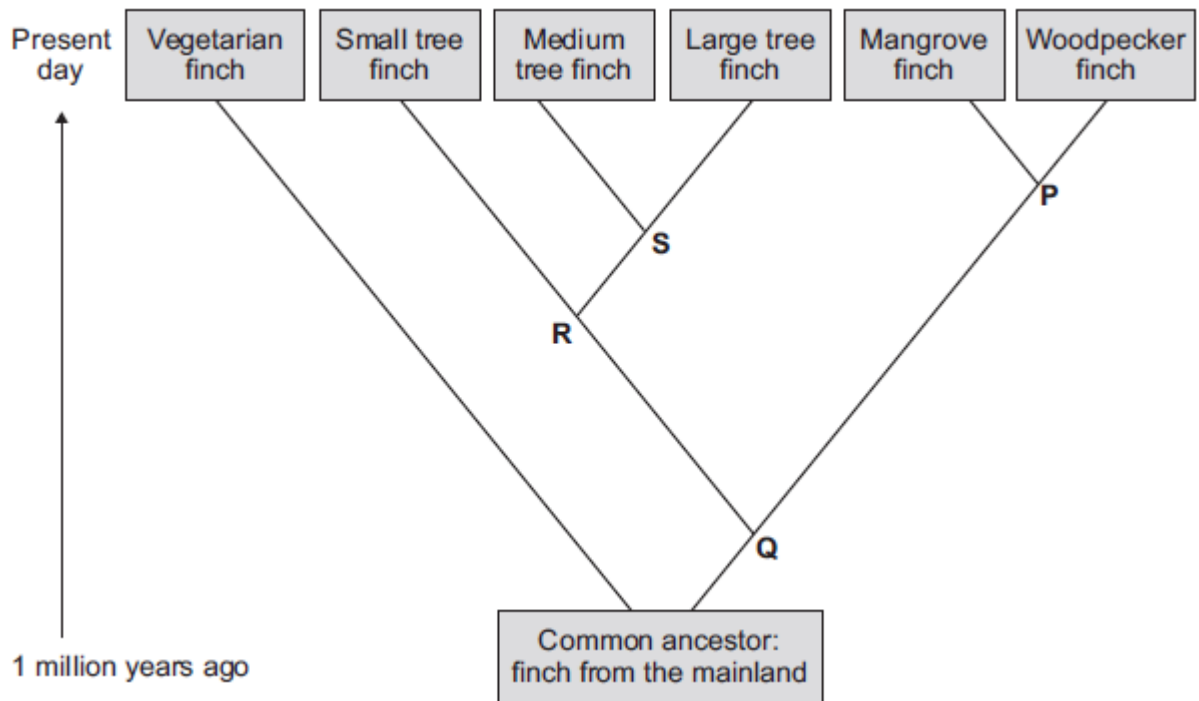 Present
day
Vegetarian
finch
Small tree
finch
Medium
tree finch
Large tree
finch
Mangrove
finch
Woodpecker
finch
P
S
R
Q
Common ancestor:
finch from the mainland
1 million years ago